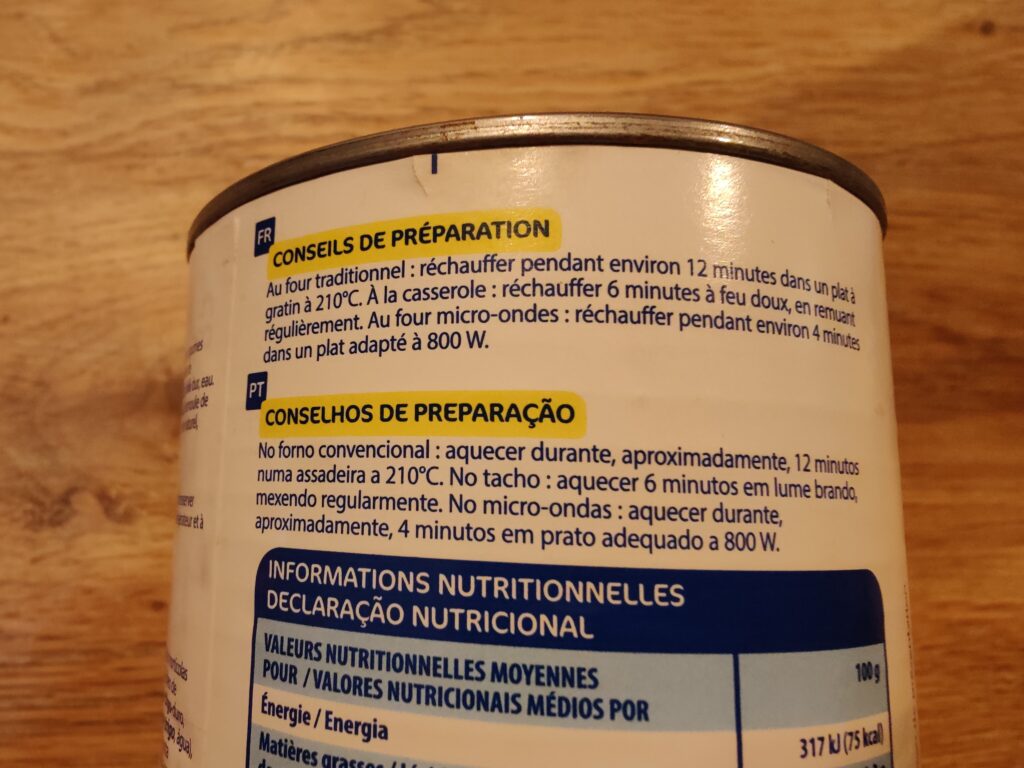 FR
CONSEILS DE PRÉPARATION
Au four traditionnel : réchauffer pendant environ 12 minutes dans un plat à
gratin à 210°C. À la casserole : réchauffer 6 minutes à feu doux, en remuant
régulièrement. Au four micro-ondes : réchauffer pendant environ 4 minutes
dans un plat adapté à 800 W.
PT
CONSELHOS DE PREPARAÇÃO
No forno convencional : aquecer durante, aproximadamente, 12 minutos
numa assadeira a 210°C. No tacho : aquecer 6 minutos em lume brando,
mexendo regularmente. No micro-ondas : aquecer durante,
aproximadamente, 4 minutos em prato adequado a 800 W.
INFORMATIONS NUTRITIONNELLES
DECLARAÇÃO NUTRICIONAL
VALEURS NUTRITIONNELLES MOYENNES
POUR / VALORES NUTRICIONAIS MÉDIOS POR
100 g
Énergie / Energia
317 kJ (75 kcal)
Matières grasses
eau.